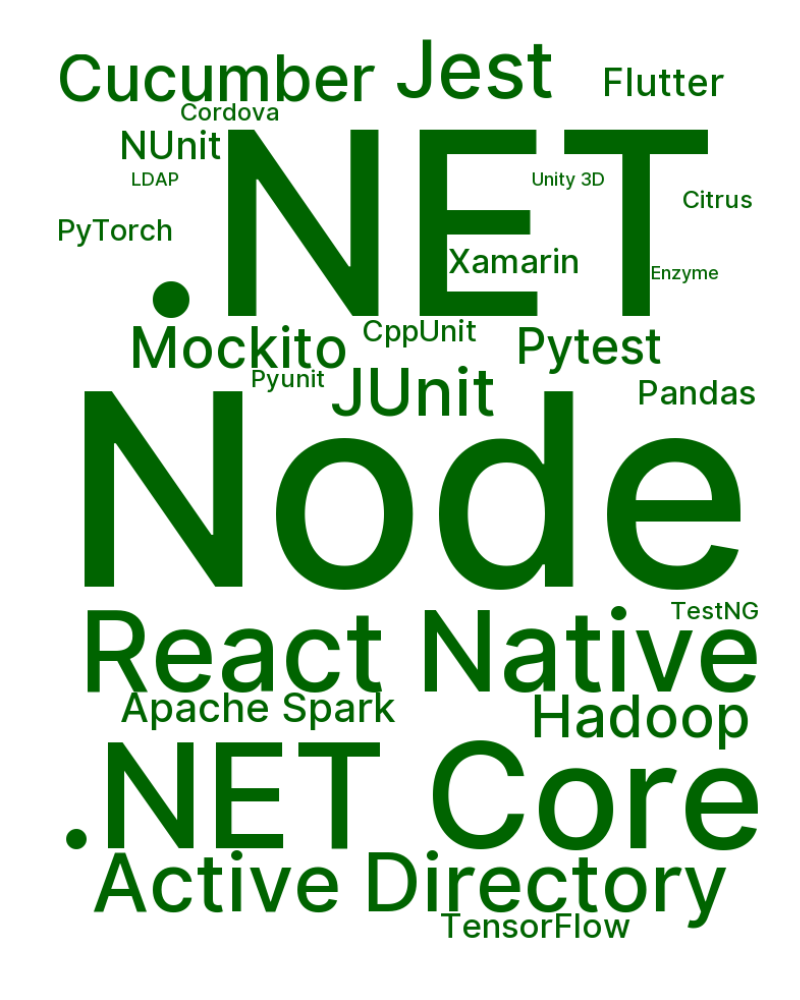 Cucumber Jest Flutter
Cordova
NUnit
.NET
LDAP
Unity 3D
Citrus
PyTorch
Xamarin
Enzyme
Mockito
CppUnit
Pytest
Pyunit
JUnit
Pandas
Node
TestNG
React Native
Apache Spark
Hadoop
.NET Core
Active Directory
TensorFlow